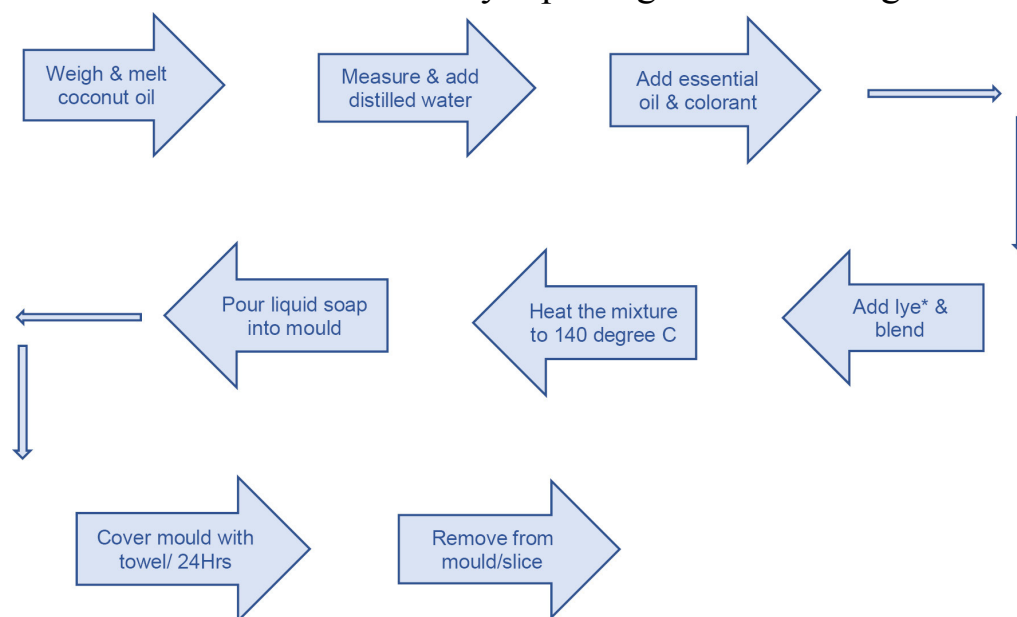 Weigh & melt
coconut oil
Measure & add
distilled water
Add essential
oil & colorant
Add lye* &
blend
Heat the mixture
to 140 degree C
Pour liquid soap
into mould
Cover mould with
towel/ 24Hrs
Remove from
mould/slice